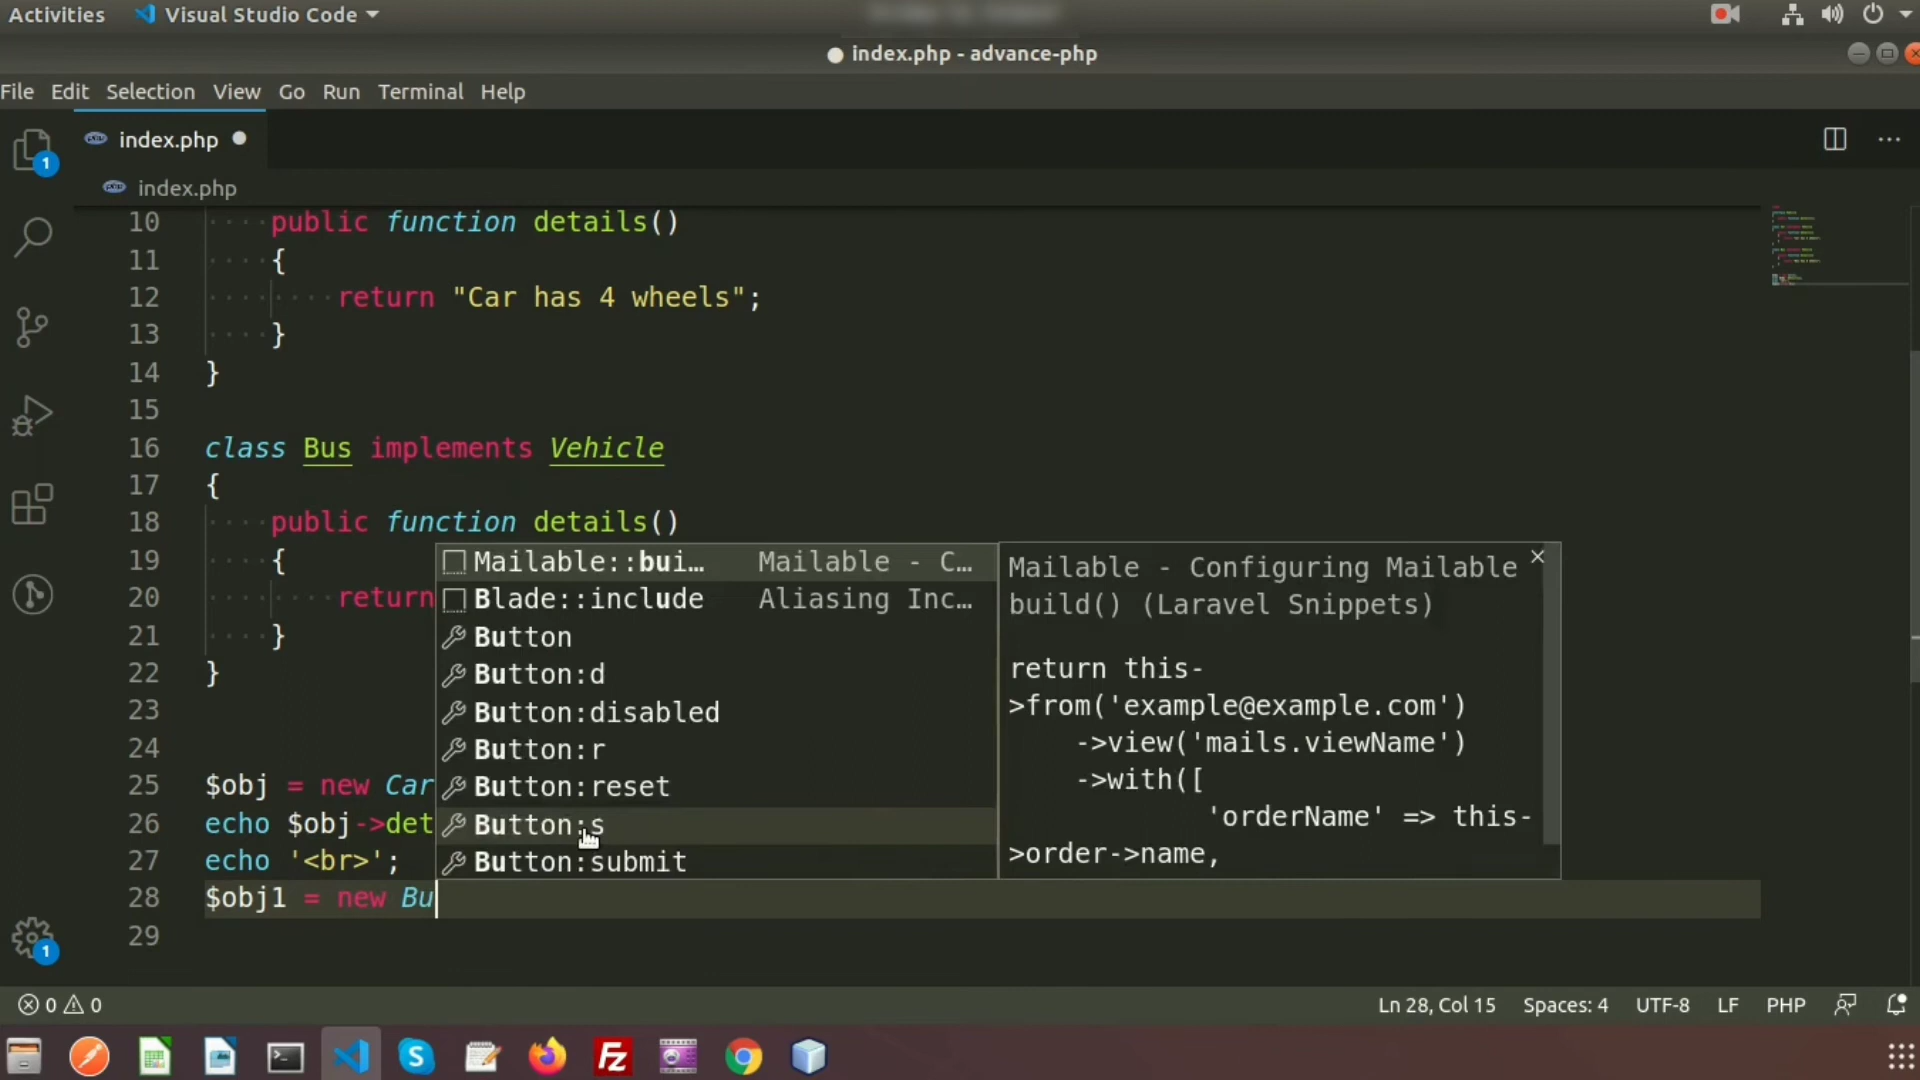 Activities Visual Studio Code
index.php - advance-php
File Edit Selection View Go Run Terminal Help
index.php
index.php
10 public function details()
11 {
12 return "Car has 4 wheels";
13 }
14 }
15
16 class Bus implements Vehicle
17 {
18 public function details()
19 {
20 return
21 }
22 }
23
24
25 $obj = new Car
26 echo $obj->det
27 echo '<br>';
28 $obj1 = new Bu
29
Mailable::bui… Mailable - C…
Blade::include Aliasing Inc…
Button
Button:d
Button:disabled
Button:r
Button:reset
Button:s
Button:submit
Mailable - Configuring Mailable
build() (Laravel Snippets)
return this-
>from('example@example.com')
->view('mails.viewName')
->with([
'orderName' => this-
>order->name,
1
1
0 0 Ln 28, Col 15 Spaces: 4 UTF-8 LF PHP
Fz